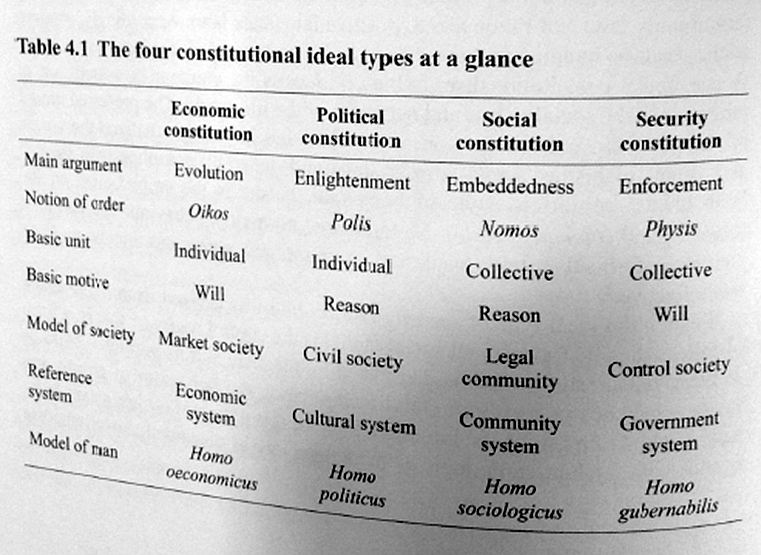 Table 4.1 The four constitutional ideal types at a glance
Economic constitution Political constitution Social constitution Security constitution
Main argument Evolution Enlightenment Embeddedness Enforcement
Notion of order Oikos Polis Nomos Physis
Basic unit Individual Individual Collective Collective
Basic motive Will Reason Reason Will
Model of society Market society Civil society Legal community Control society
Reference system Economic system Cultural system Community system Government system
Model of man Homo oeconomicus Homo politicus Homo sociologicus Homo gubernabilis